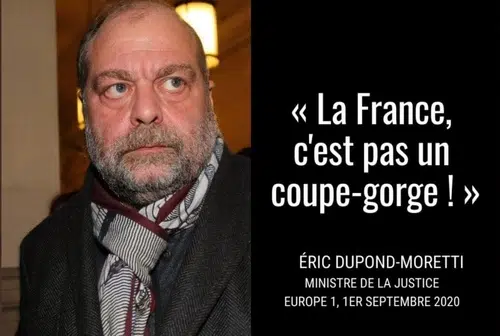 « La France,
c'est pas un
coupe-gorge ! »
ÉRIC DUPOND-MORETTI
MINISTRE DE LA JUSTICE
EUROPE 1, 1ER SEPTEMBRE 2020